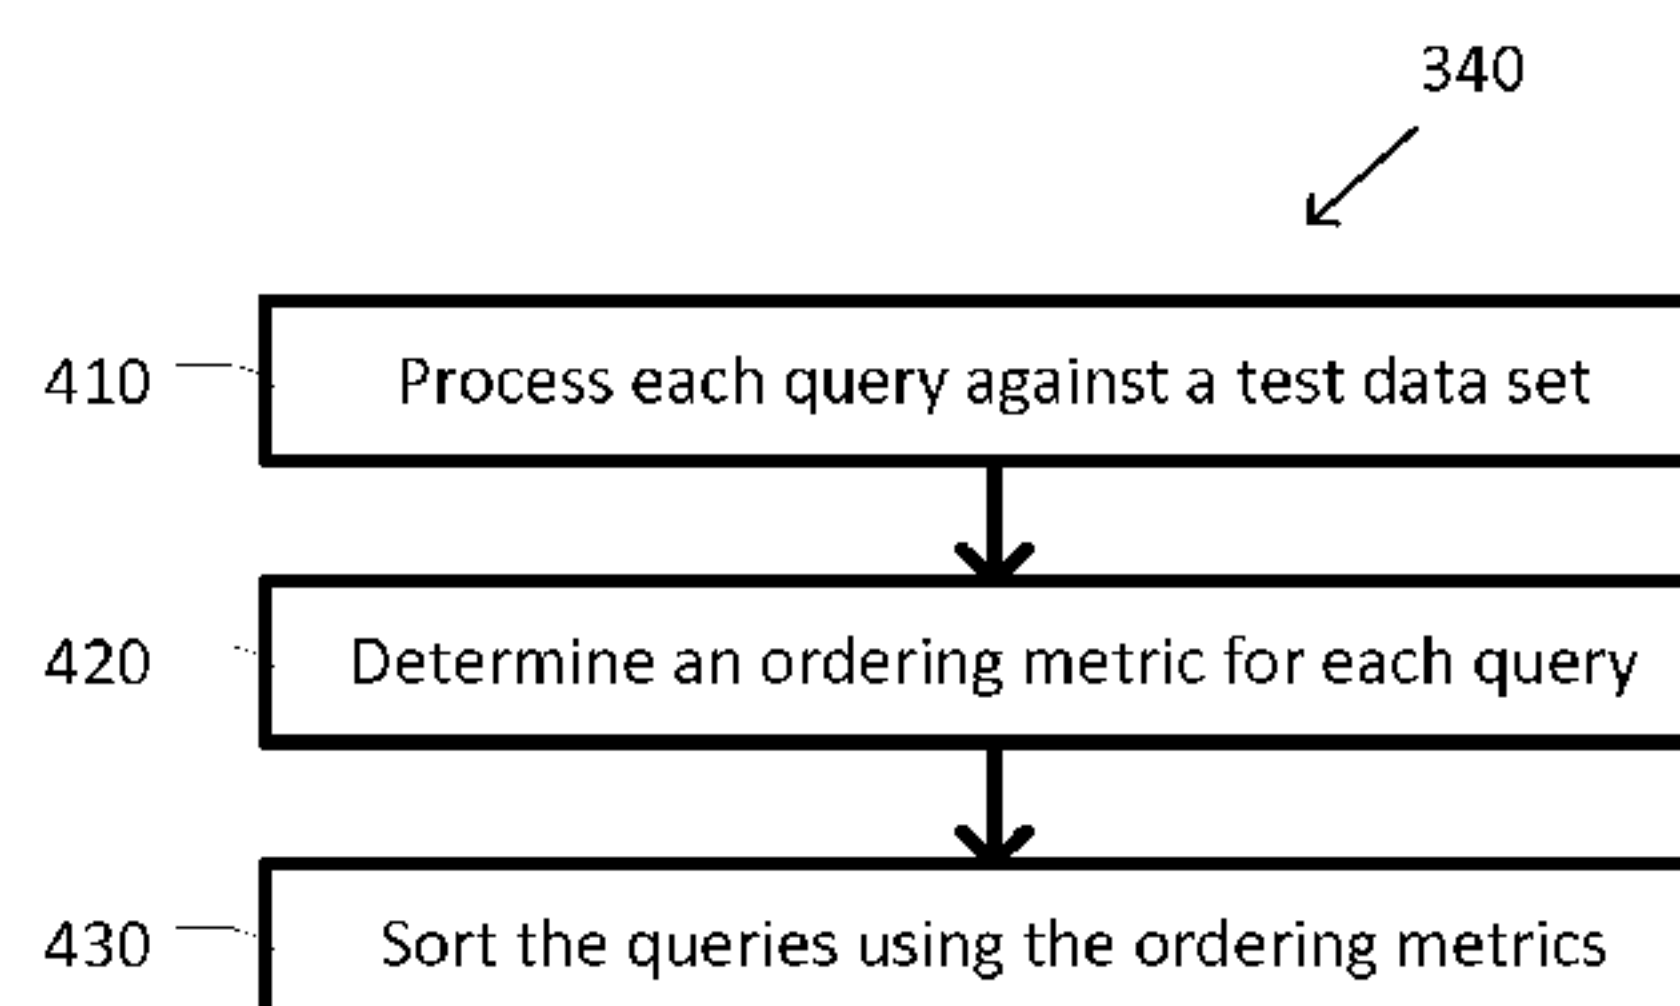 340
410 Process each query against a test data set
420 Determine an ordering metric for each query
430 Sort the queries using the ordering metrics